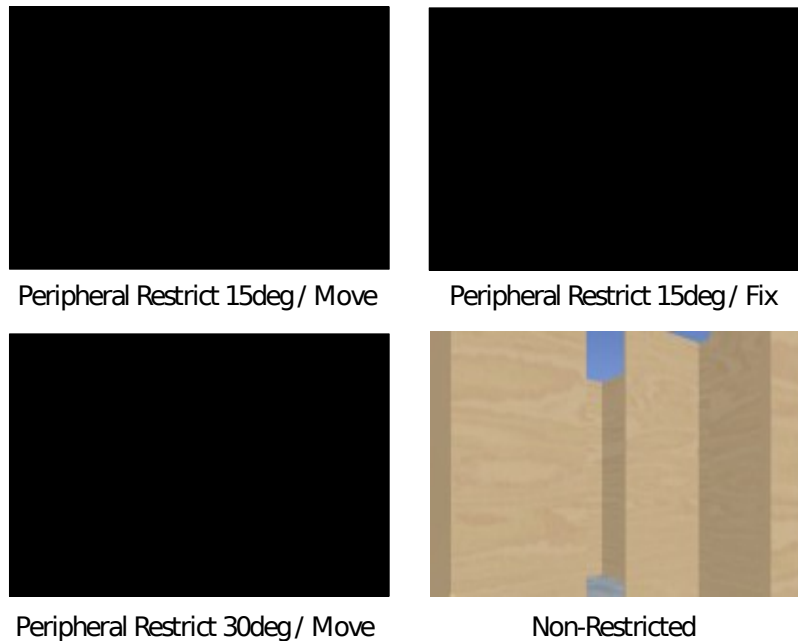 Peripheral Restrict 15deg / Move
Peripheral Restrict 15deg / Fix
Peripheral Restrict 30deg / Move
Non-Restricted